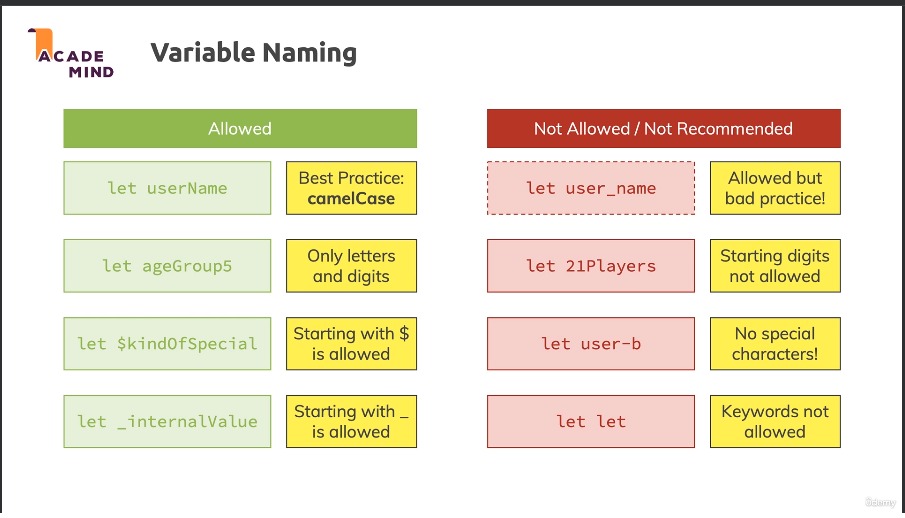 ACADE
MIND
Variable Naming
Allowed
Not Allowed / Not Recommended
let userName
Best Practice:
camelCase
let user_name
Allowed but
bad practice!
let ageGroup5
Only letters
and digits
let 21Players
Starting digits
not allowed
let $kindOfSpecial
Starting with $
is allowed
let user-b
No special
characters!
let _internalValue
Starting with _
is allowed
let let
Keywords not
allowed
Udemy